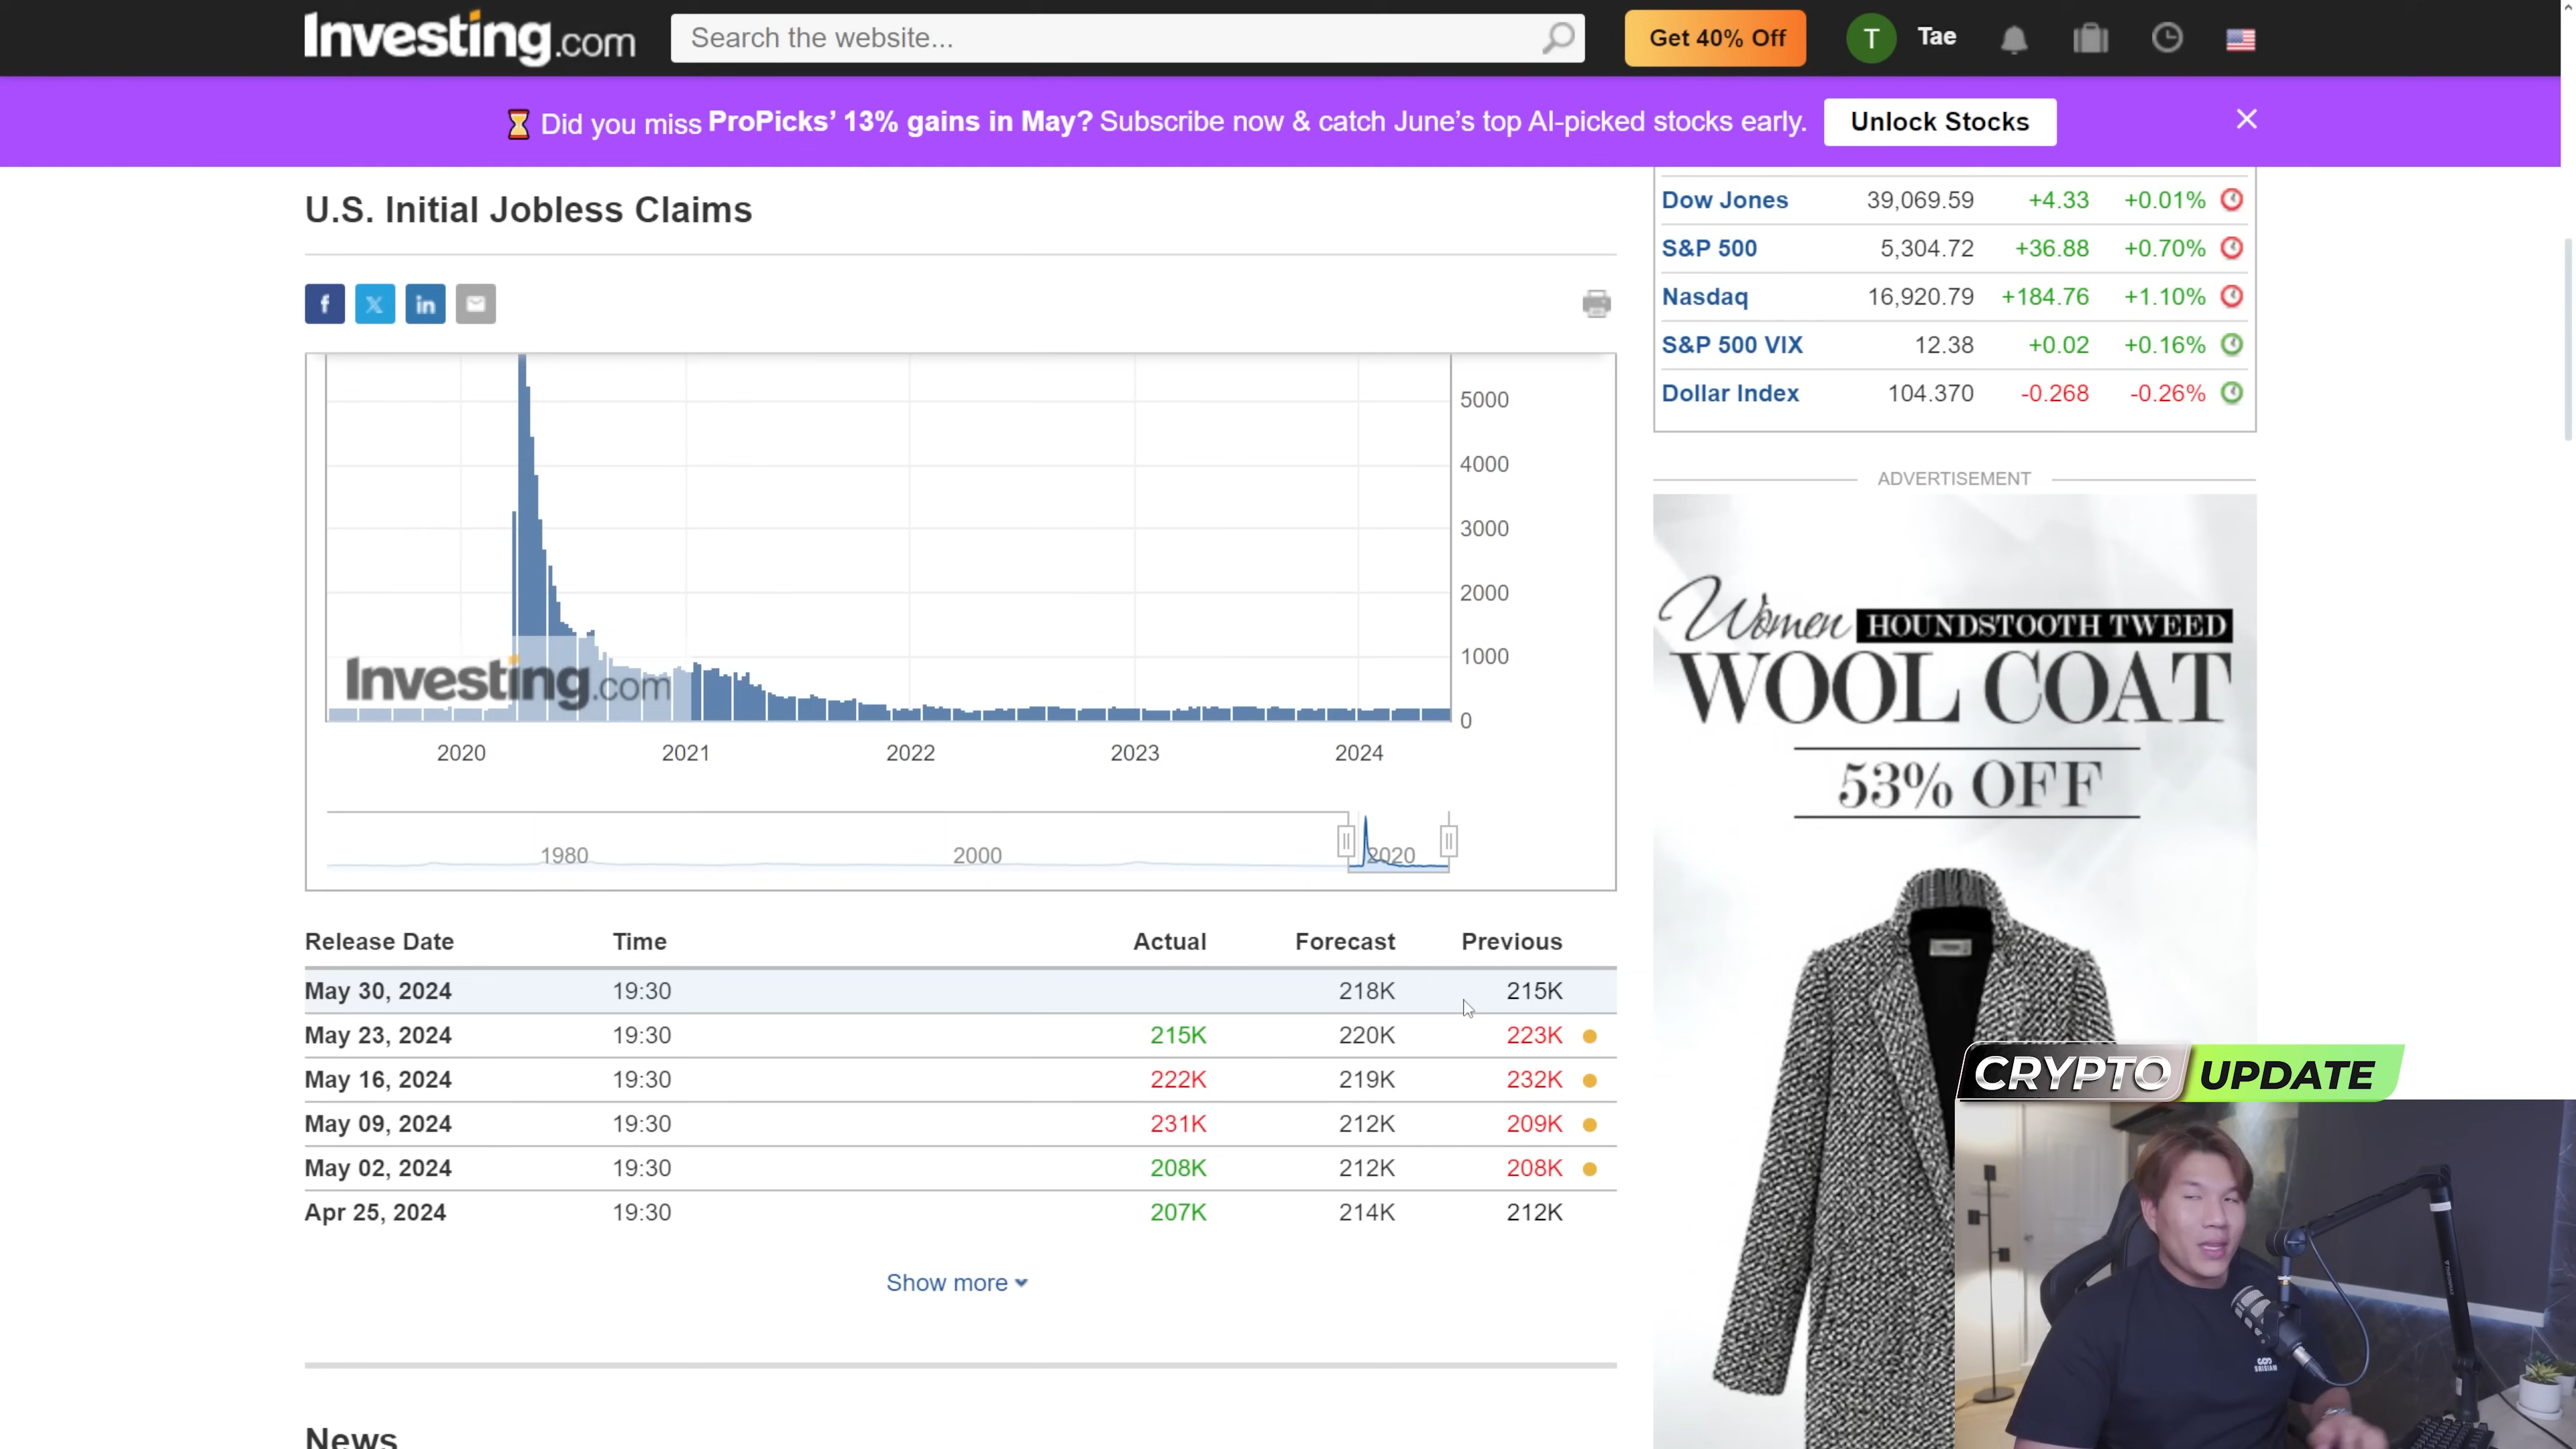 Investing.com
Search the website...
Get 40% Off
T
Tae
Did you miss ProPicks’ 13% gains in May? Subscribe now & catch June’s top AI-picked stocks early.
Unlock Stocks
U.S. Initial Jobless Claims
Dow Jones 39,069.59 +4.33 +0.01%
S&P 500 5,304.72 +36.88 +0.70%
Nasdaq 16,920.79 +184.76 +1.10%
S&P 500 VIX 12.38 +0.02 +0.16%
Dollar Index 104.370 -0.268 -0.26%
5000
4000
3000
2000
1000
0
Investing.com
2020 2021 2022 2023 2024
1980 2000 2020
Release Date Time Actual Forecast Previous
May 30, 2024 19:30 218K 215K
May 23, 2024 19:30 215K 220K 223K
May 16, 2024 19:30 222K 219K 232K
May 09, 2024 19:30 231K 212K 209K
May 02, 2024 19:30 208K 212K 208K
Apr 25, 2024 19:30 207K 214K 212K
Show more
News
ADVERTISEMENT
Women HOUNDSTOOTH TWEED
WOOL COAT
53% OFF
CRYPTO UPDATE